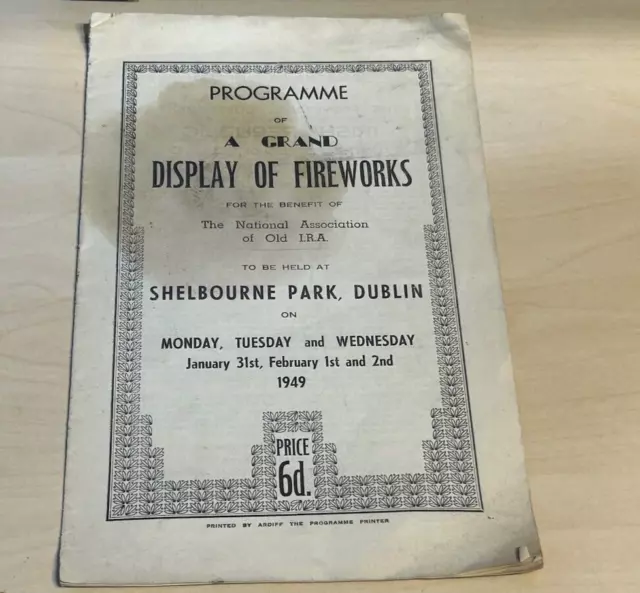 PROGRAMME
OF
A GRAND
DISPLAY OF FIREWORKS
FOR THE BENEFIT OF
The National Association
of Old I.R.A.
TO BE HELD AT
SHELBOURNE PARK, DUBLIN
ON
MONDAY, TUESDAY and WEDNESDAY
January 31st, February 1st and 2nd
1949
PRICE
6d.
PRINTED BY ARDIFF THE PROGRAMME PRINTER